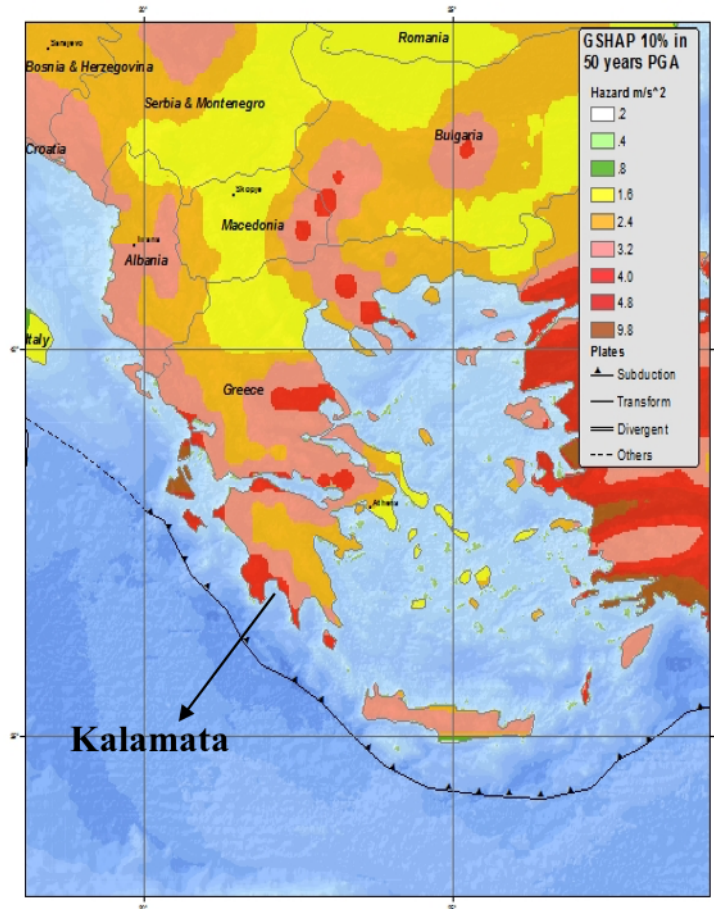 Sarajevo
Bosnia & Herzegovina
Romania
Serbia & Montenegro
Croatia
Bulgaria
Skopje
Macedonia
Albania
Italy
Greece
Athens
Kalamata
GSHAP 10% in
50 years PGA
Hazard m/s^2
.2
.4
.8
1.6
2.4
3.2
4.0
4.8
9.8
Plates
Subduction
Transform
Divergent
Others